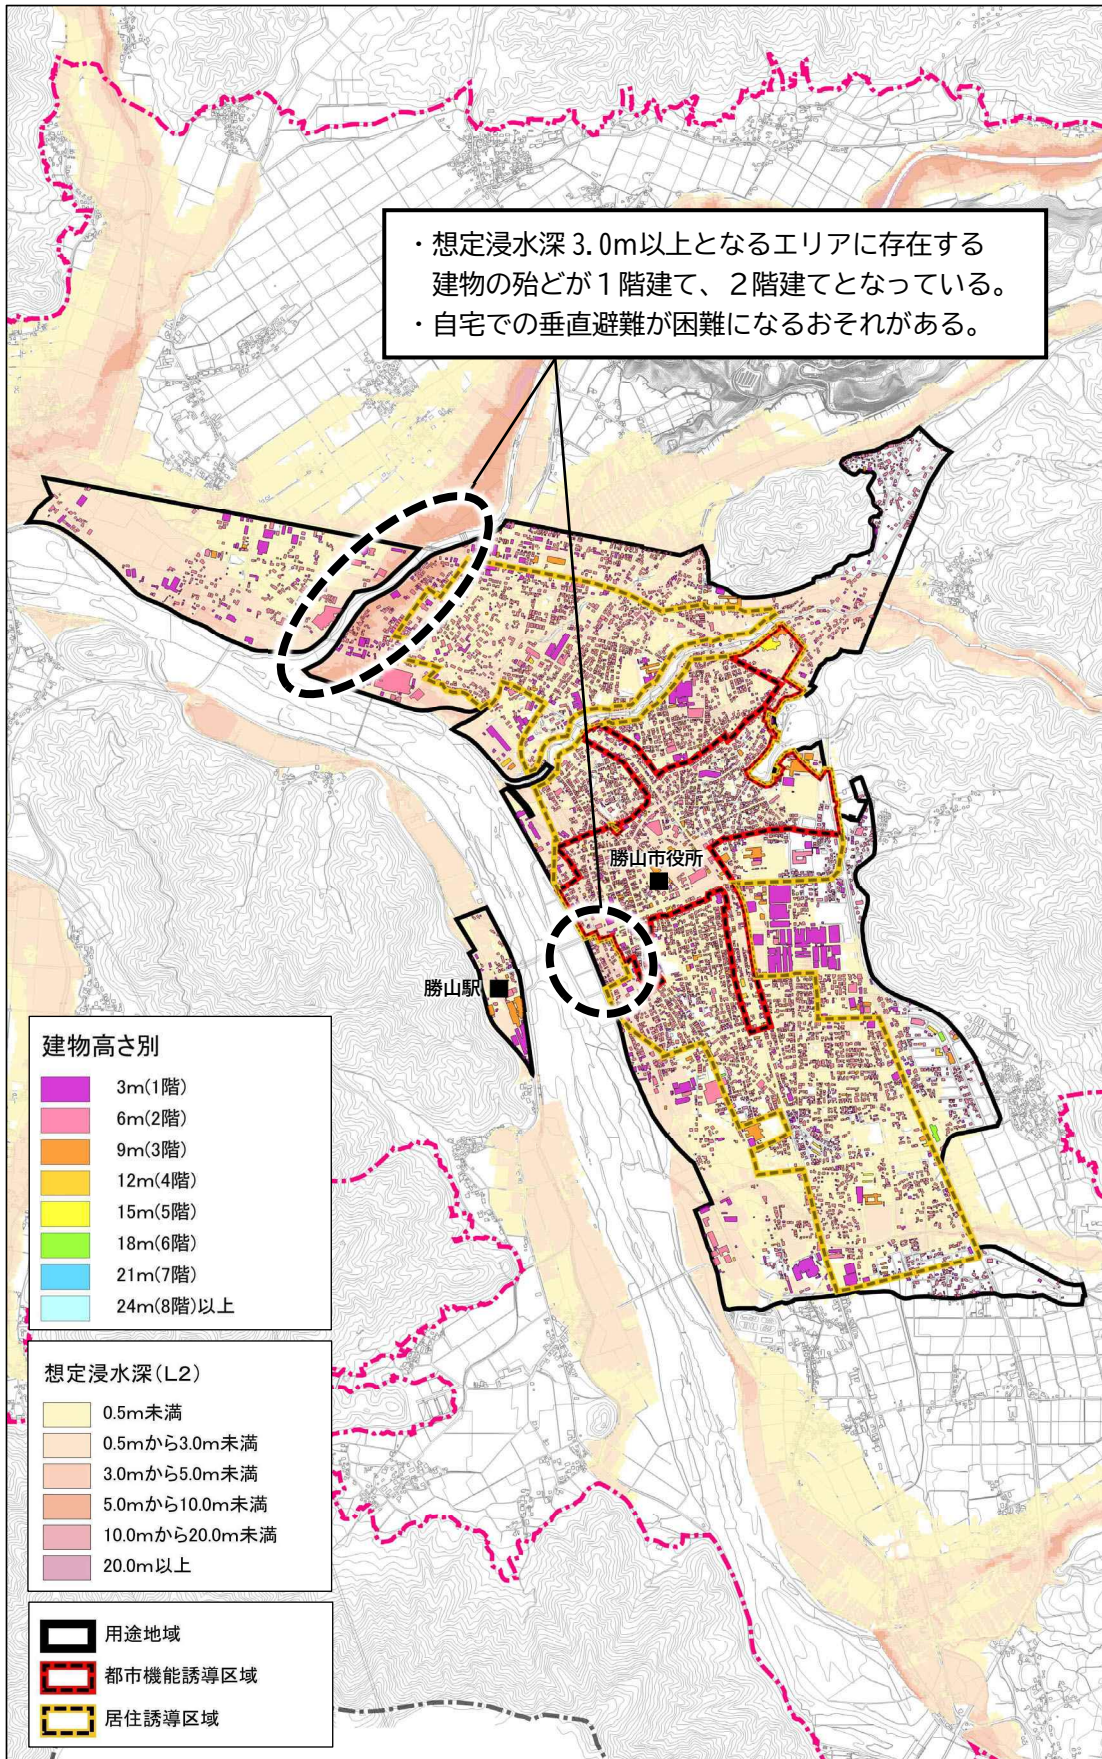 ・想定浸水深3.0m以上となるエリアに存在する
建物の殆どが１階建て、２階建てとなっている。
・自宅での垂直避難が困難になるおそれがある。
勝山市役所
勝山駅
建物高さ別
3m(1階)
6m(2階)
9m(3階)
12m(4階)
15m(5階)
18m(6階)
21m(7階)
24m(8階)以上
想定浸水深(L2)
0.5m未満
0.5mから3.0m未満
3.0mから5.0m未満
5.0mから10.0m未満
10.0mから20.0m未満
20.0m以上
用途地域
都市機能誘導区域
居住誘導区域